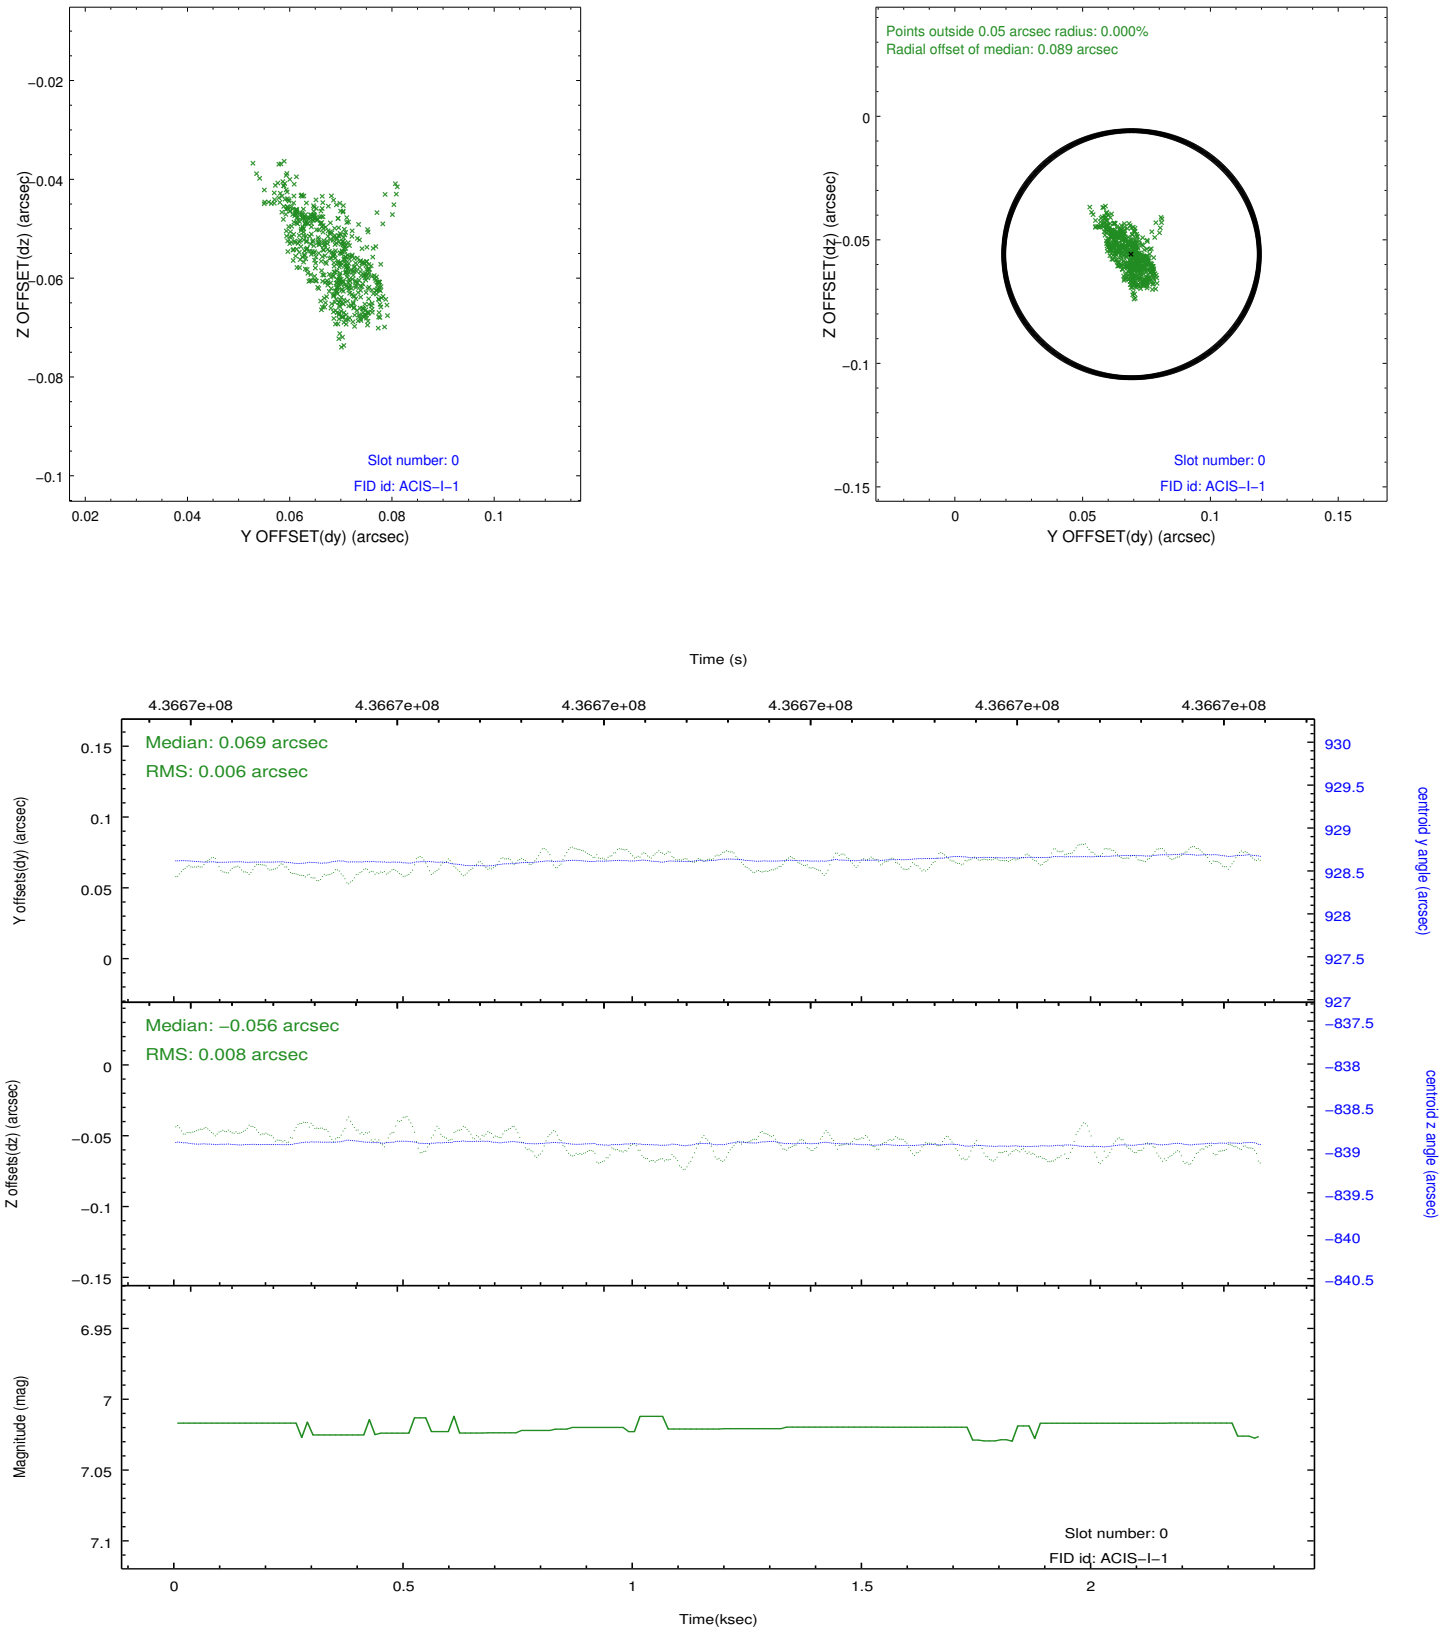 −0.02
−0.04
−0.06
−0.08
−0.1
Z OFFSET(dz) (arcsec)
Slot number: 0
FID id: ACIS−I−1
0.02
0.04
0.06
0.08
0.1
Y OFFSET(dy) (arcsec)
Points outside 0.05 arcsec radius: 0.000%
Radial offset of median: 0.089 arcsec
0
−0.05
−0.1
−0.15
Z OFFSET(dz) (arcsec)
Slot number: 0
FID id: ACIS−I−1
0
0.05
0.1
0.15
Y OFFSET(dy) (arcsec)
Time (s)
4.3667e+08
4.3667e+08
4.3667e+08
4.3667e+08
4.3667e+08
4.3667e+08
Median: 0.069 arcsec
RMS: 0.006 arcsec
0.15
0.1
0.05
0
Y offsets(dy) (arcsec)
930
929.5
929
928.5
928
927.5
927
centroid y angle (arcsec)
Median: −0.056 arcsec
RMS: 0.008 arcsec
0
−0.05
−0.1
−0.15
Z offsets(dz) (arcsec)
−837.5
−838
−838.5
−839
−839.5
−840
−840.5
centroid z angle (arcsec)
6.95
7
7.05
7.1
Magnitude (mag)
Slot number: 0
FID id: ACIS−I−1
0
0.5
1
1.5
2
Time(ksec)